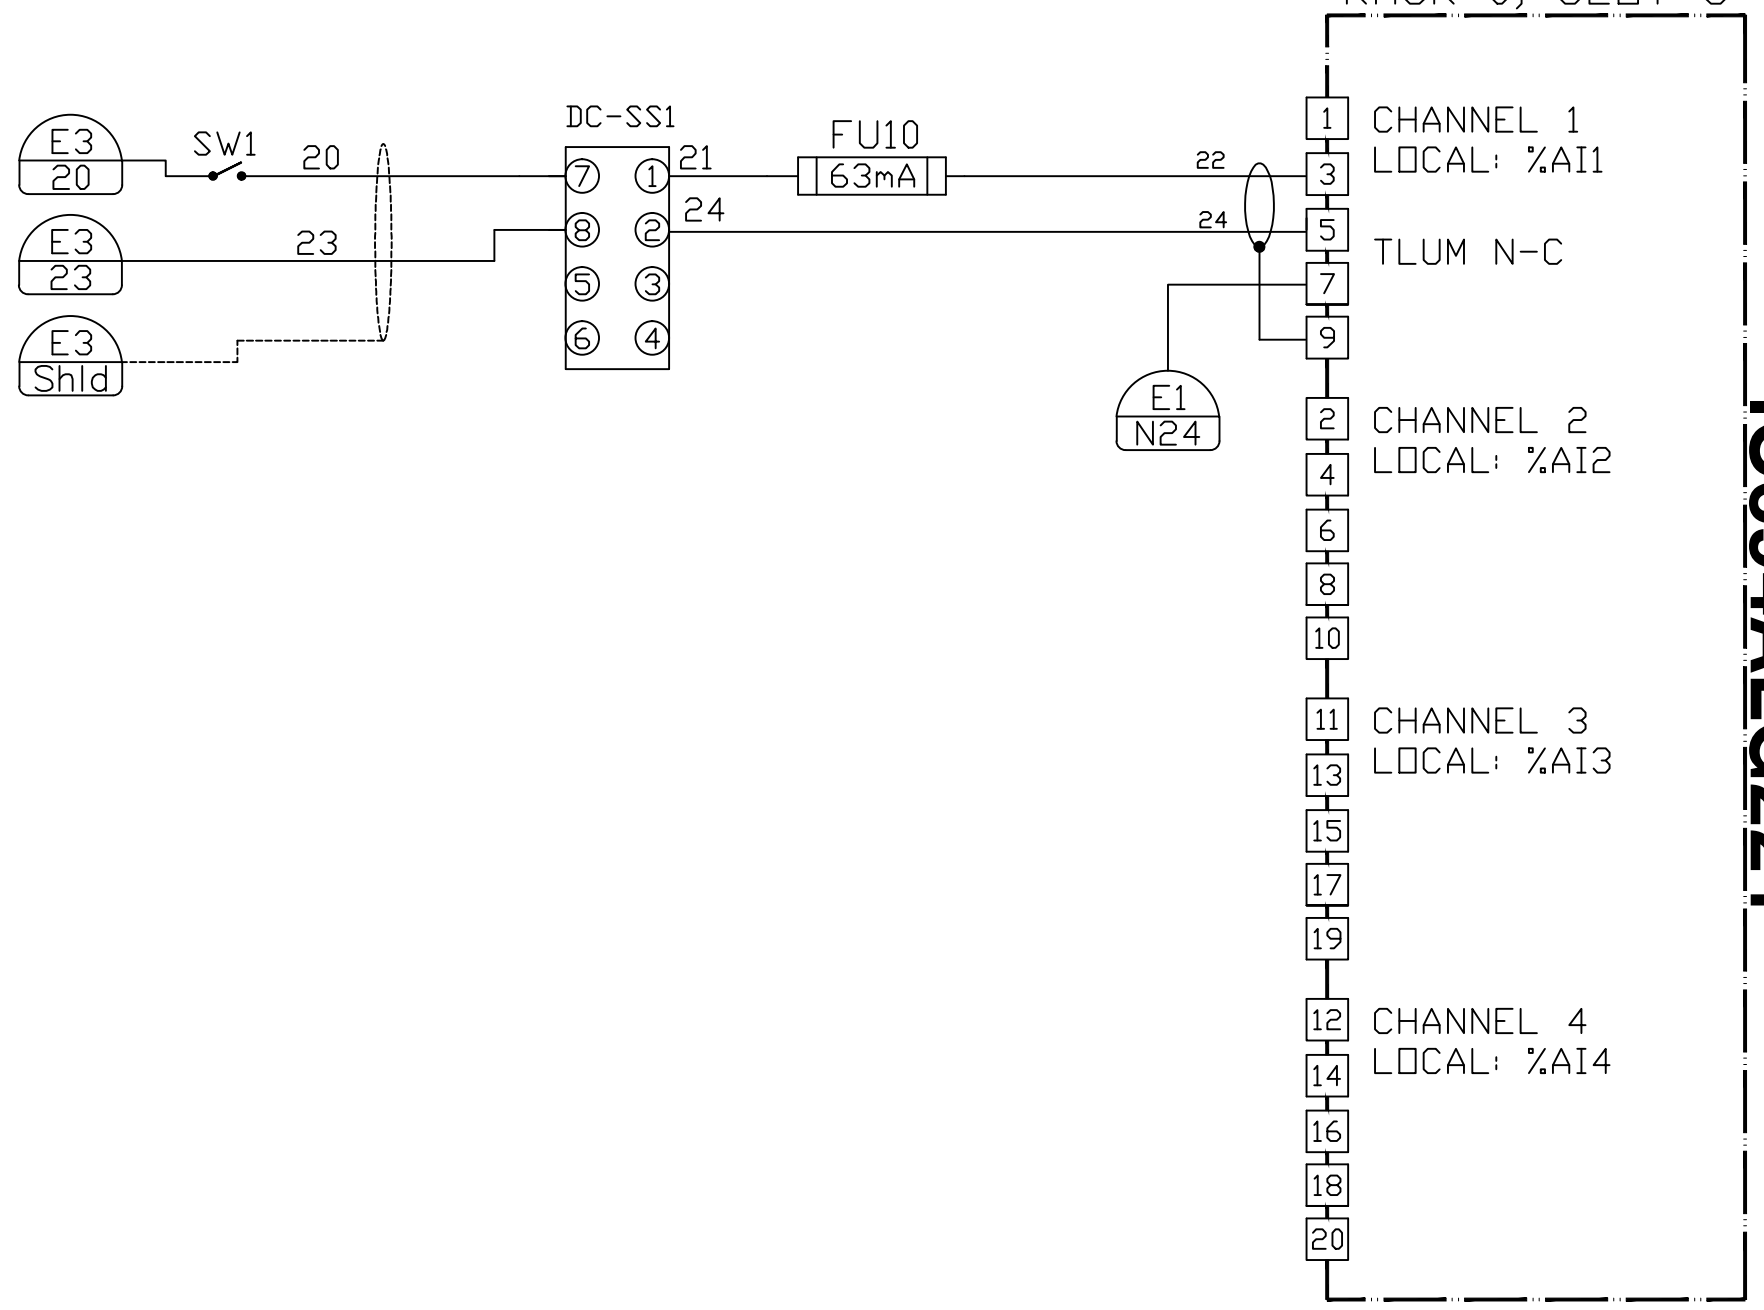 DC-SS1
E3
20
SW1
20
7
1
21
FU10
63mA
22
1
3
CHANNEL 1
LOCAL: %AI1
E3
23
23
8
2
24
24
5
TLUM N-C
5
3
7
E3
Shld
6
4
9
E1
N24
2
4
6
8
10
CHANNEL 2
LOCAL: %AI2
11
13
15
17
19
CHANNEL 3
LOCAL: %AI3
12
14
16
18
20
CHANNEL 4
LOCAL: %AI4